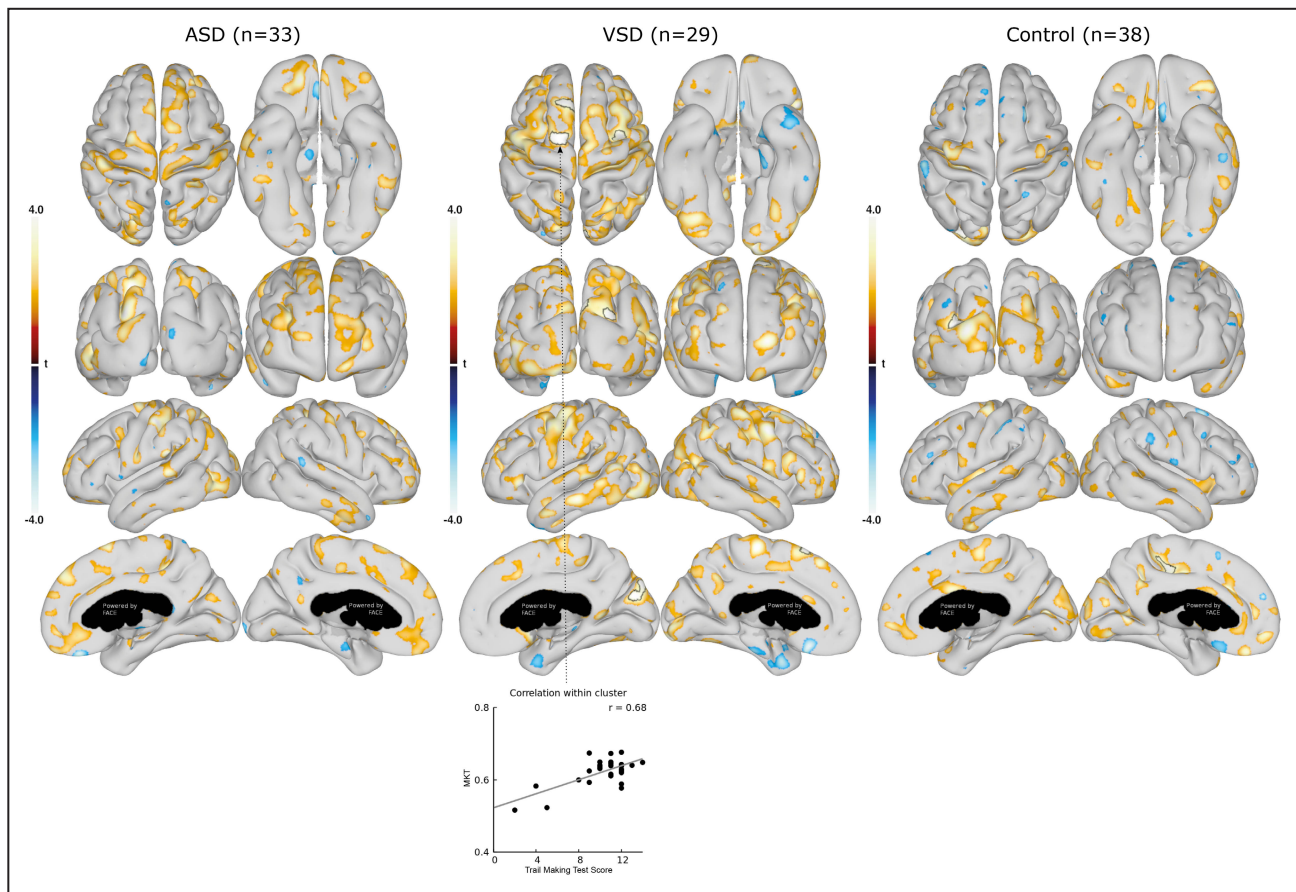 ASD (n=33)
VSD (n=29)
Control (n=38)
4.0
t
-4.0
4.0
t
-4.0
4.0
t
-4.0
Powered by
FACE
Powered by
FACE
Powered by
FACE
Powered by
FACE
Powered by
FACE
Powered by
FACE
Correlation within cluster
r = 0.68
0.8
0.6
0.4
MKT
0 4 8 12
Trail Making Test Score